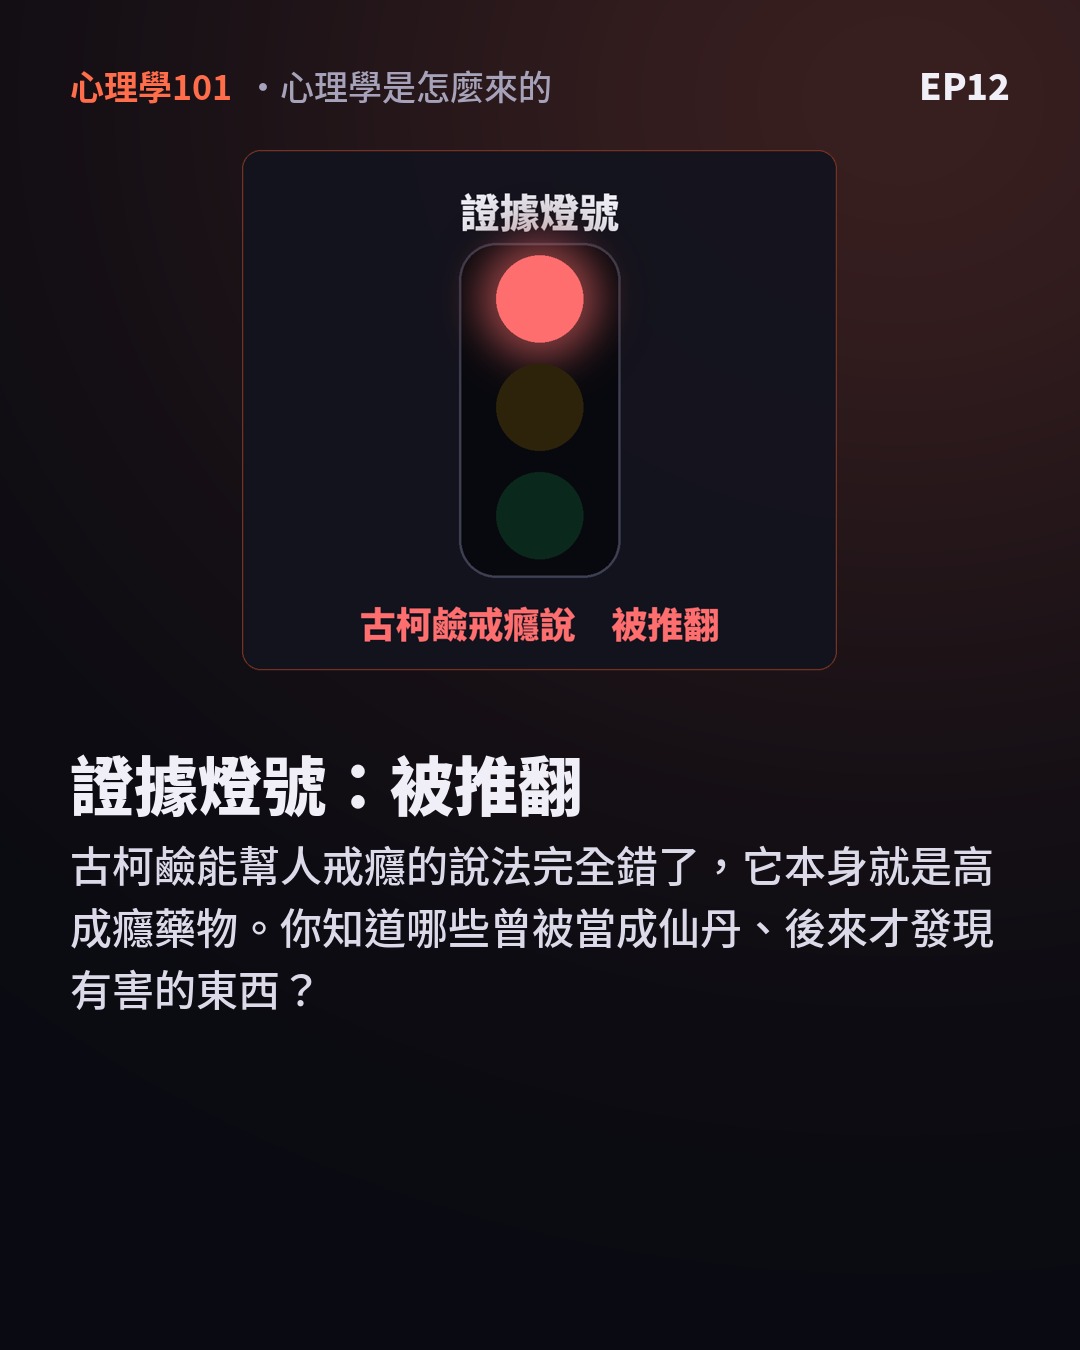 心理學101 ・心理學是怎麼來的
EP12
證據燈號
古柯鹼戒癮說　被推翻
證據燈號：被推翻
古柯鹼能幫人戒癮的說法完全錯了，它本身就是高
成癮藥物。你知道哪些曾被當成仙丹、後來才發現
有害的東西？